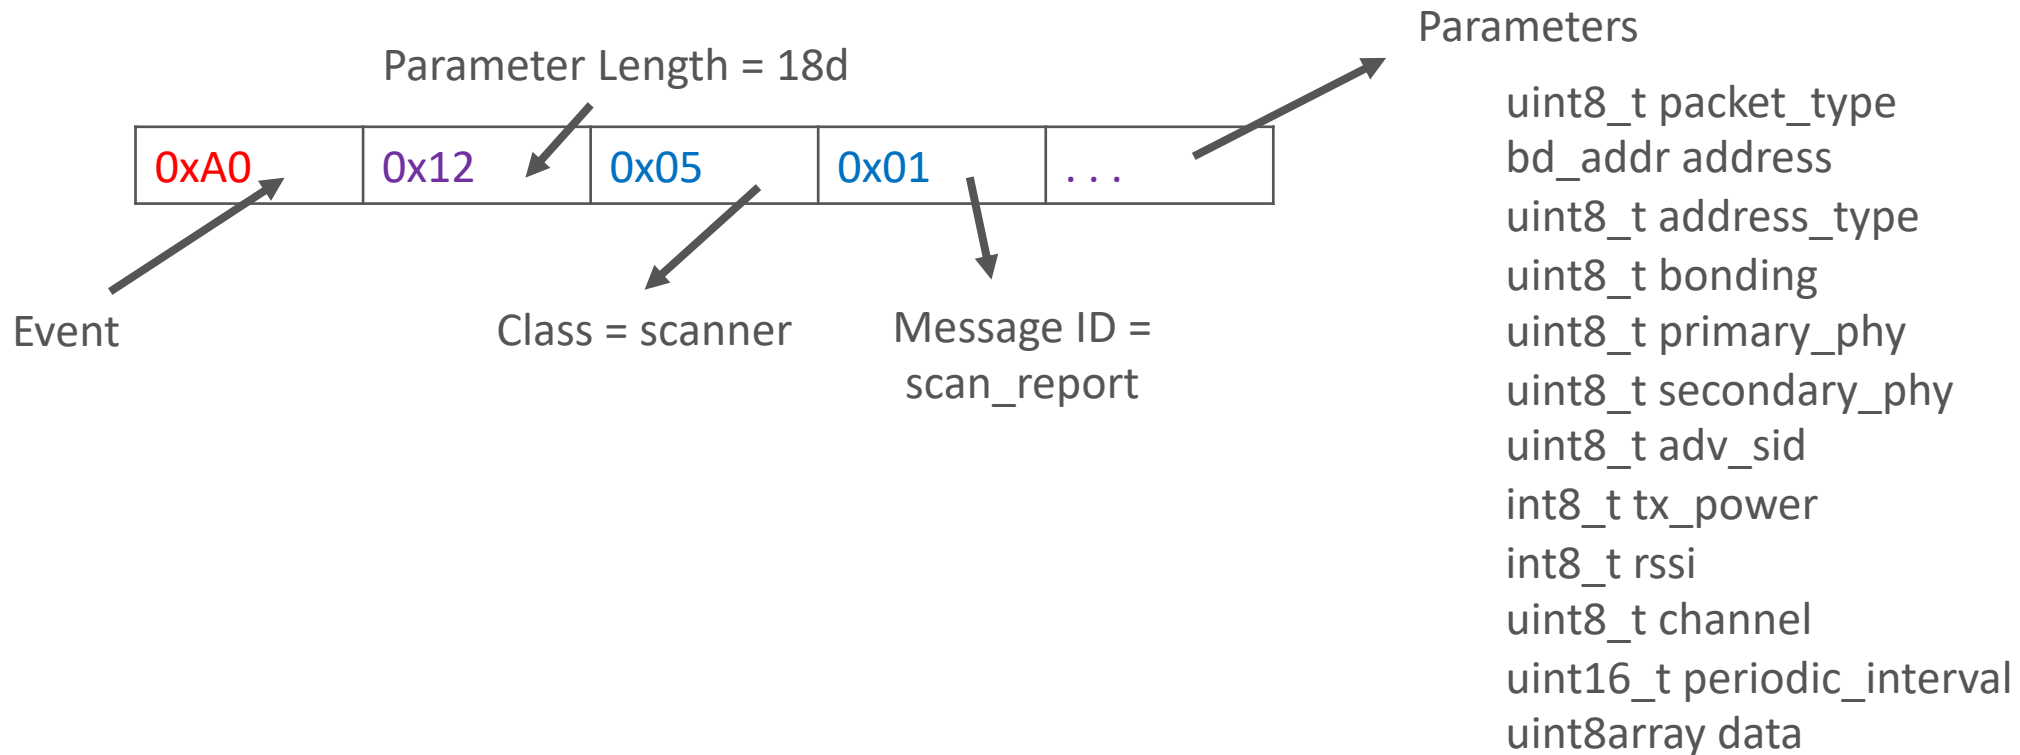 Parameters
Parameter Length = 18d
0xA0 0x12 0x05 0x01 . . .
Event
Class = scanner
Message ID =
scan_report
uint8_t packet_type
bd_addr address
uint8_t address_type
uint8_t bonding
uint8_t primary_phy
uint8_t secondary_phy
uint8_t adv_sid
int8_t tx_power
int8_t rssi
uint8_t channel
uint16_t periodic_interval
uint8array data